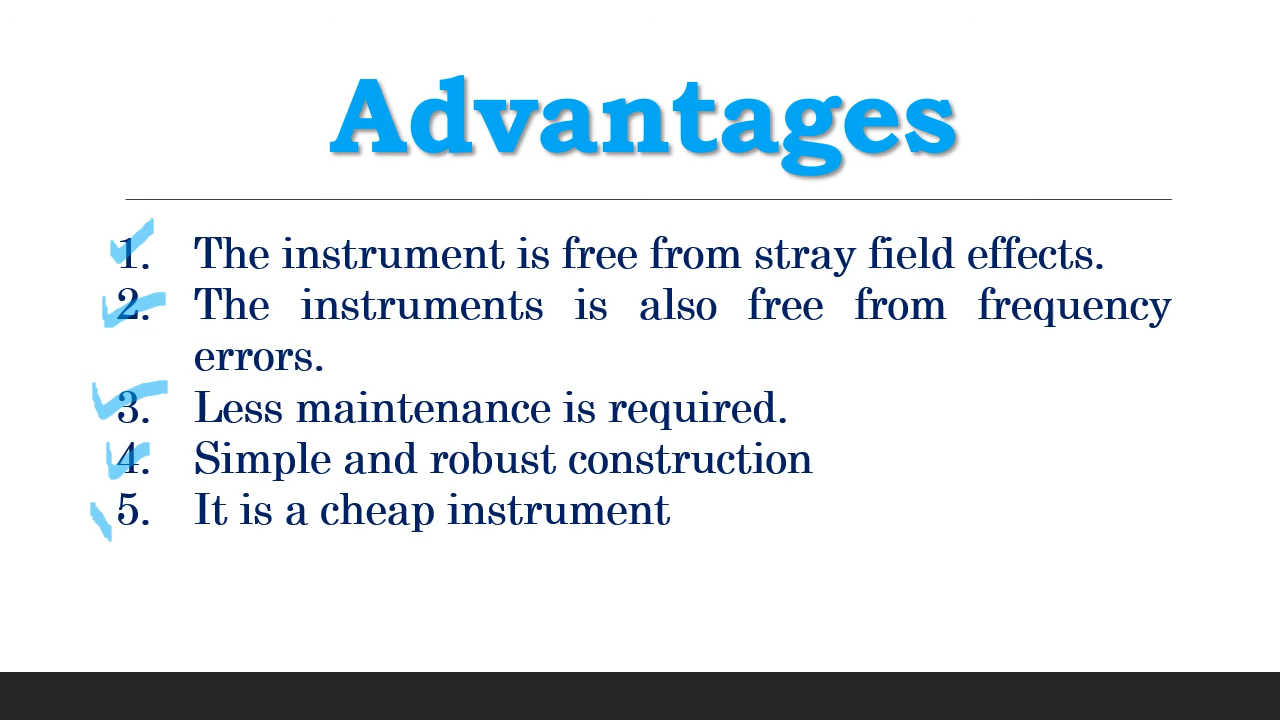 Advantages
1. The instrument is free from stray field effects.
2. The instruments is also free from frequency
errors.
3. Less maintenance is required.
4. Simple and robust construction
5. It is a cheap instrument